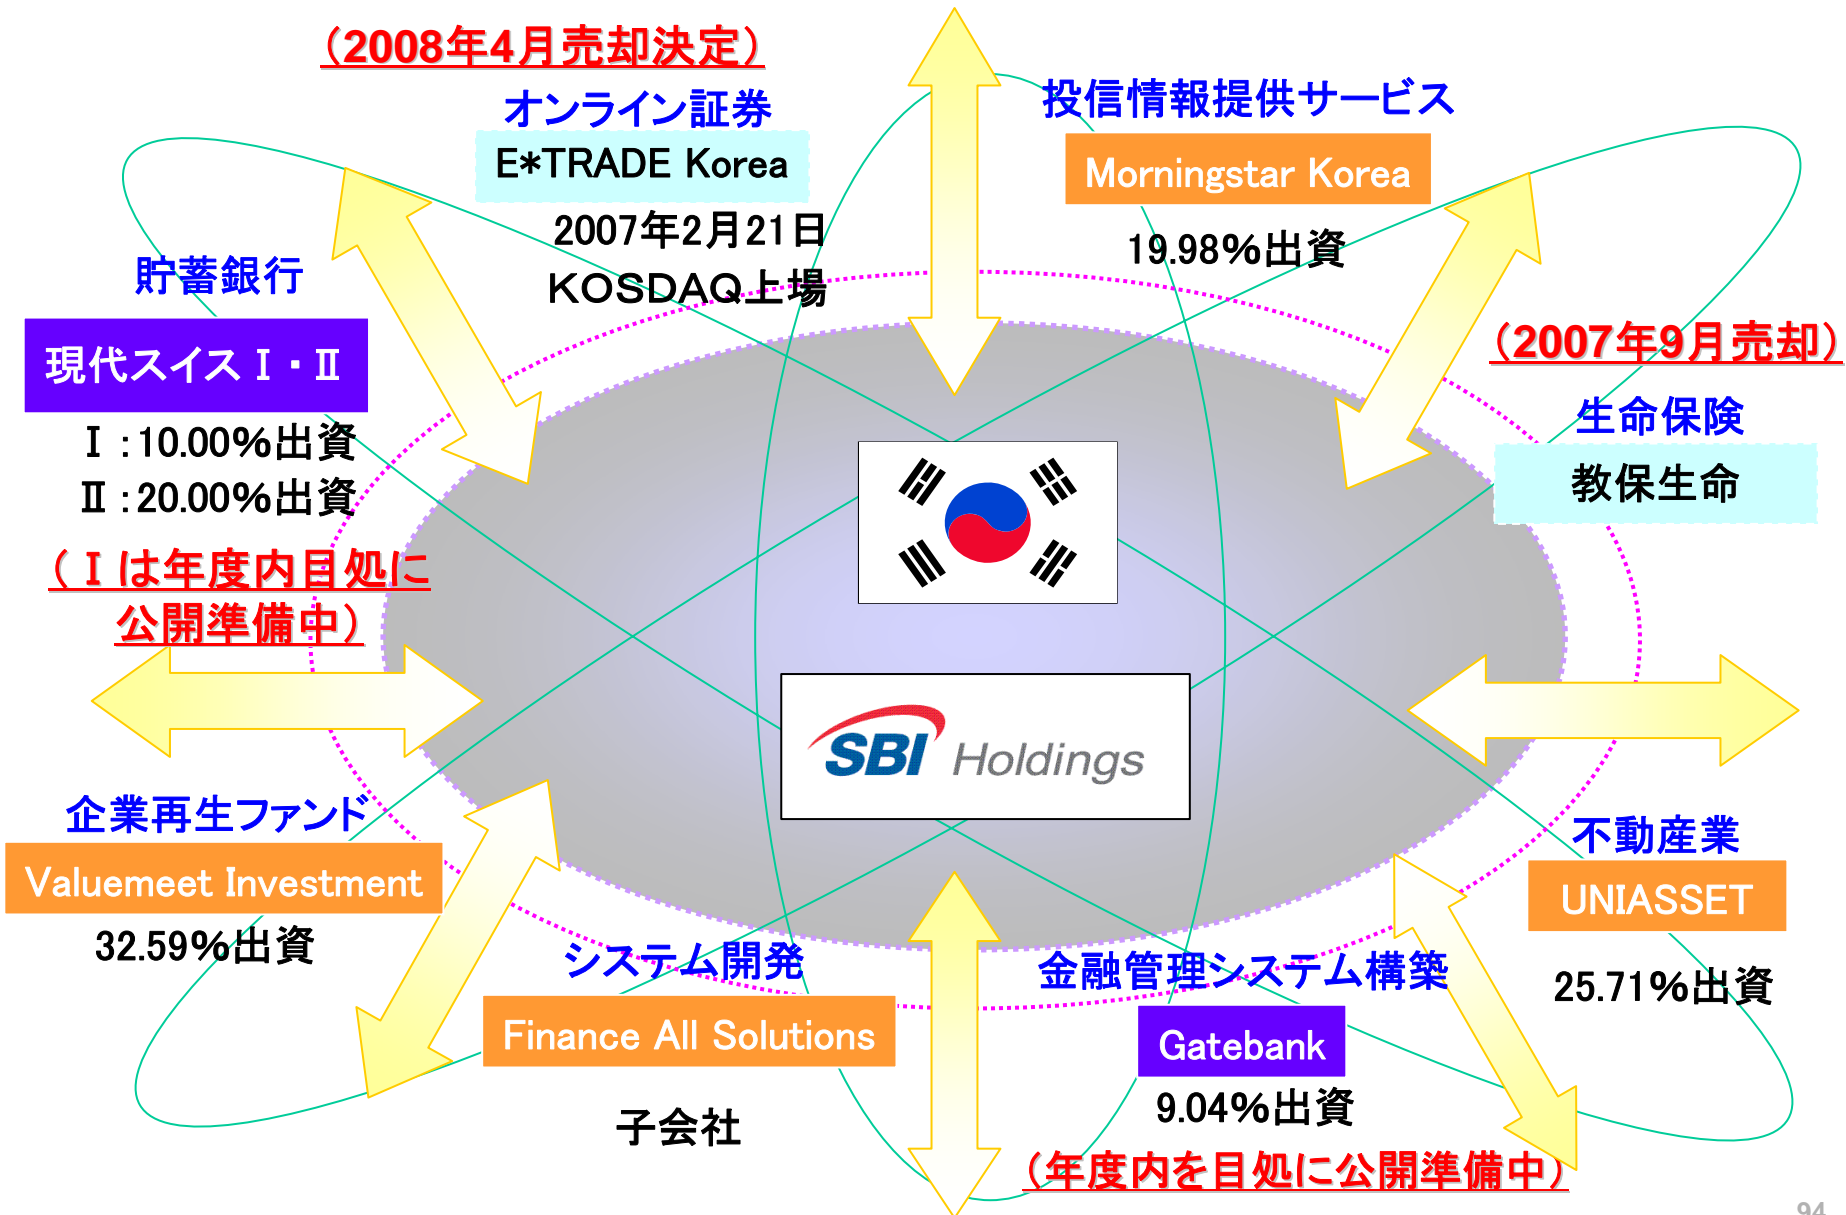 （2008年4月売却決定）
オンライン証券
E*TRADE Korea
2007年2月21日
KOSDAQ上場
投信情報提供サービス
Morningstar Korea
19.98%出資
貯蓄銀行
現代スイスⅠ・Ⅱ
Ⅰ：10.00%出資
Ⅱ：20.00%出資
（Ⅰは年度内目処に
公開準備中）
（2007年9月売却）
生命保険
教保生命
SBI Holdings
企業再生ファンド
Valuemeet Investment
32.59%出資
不動産業
UNIASSET
25.71%出資
システム開発
Finance All Solutions
子会社
金融管理システム構築
Gatebank
9.04%出資
（年度内を目処に公開準備中）
94